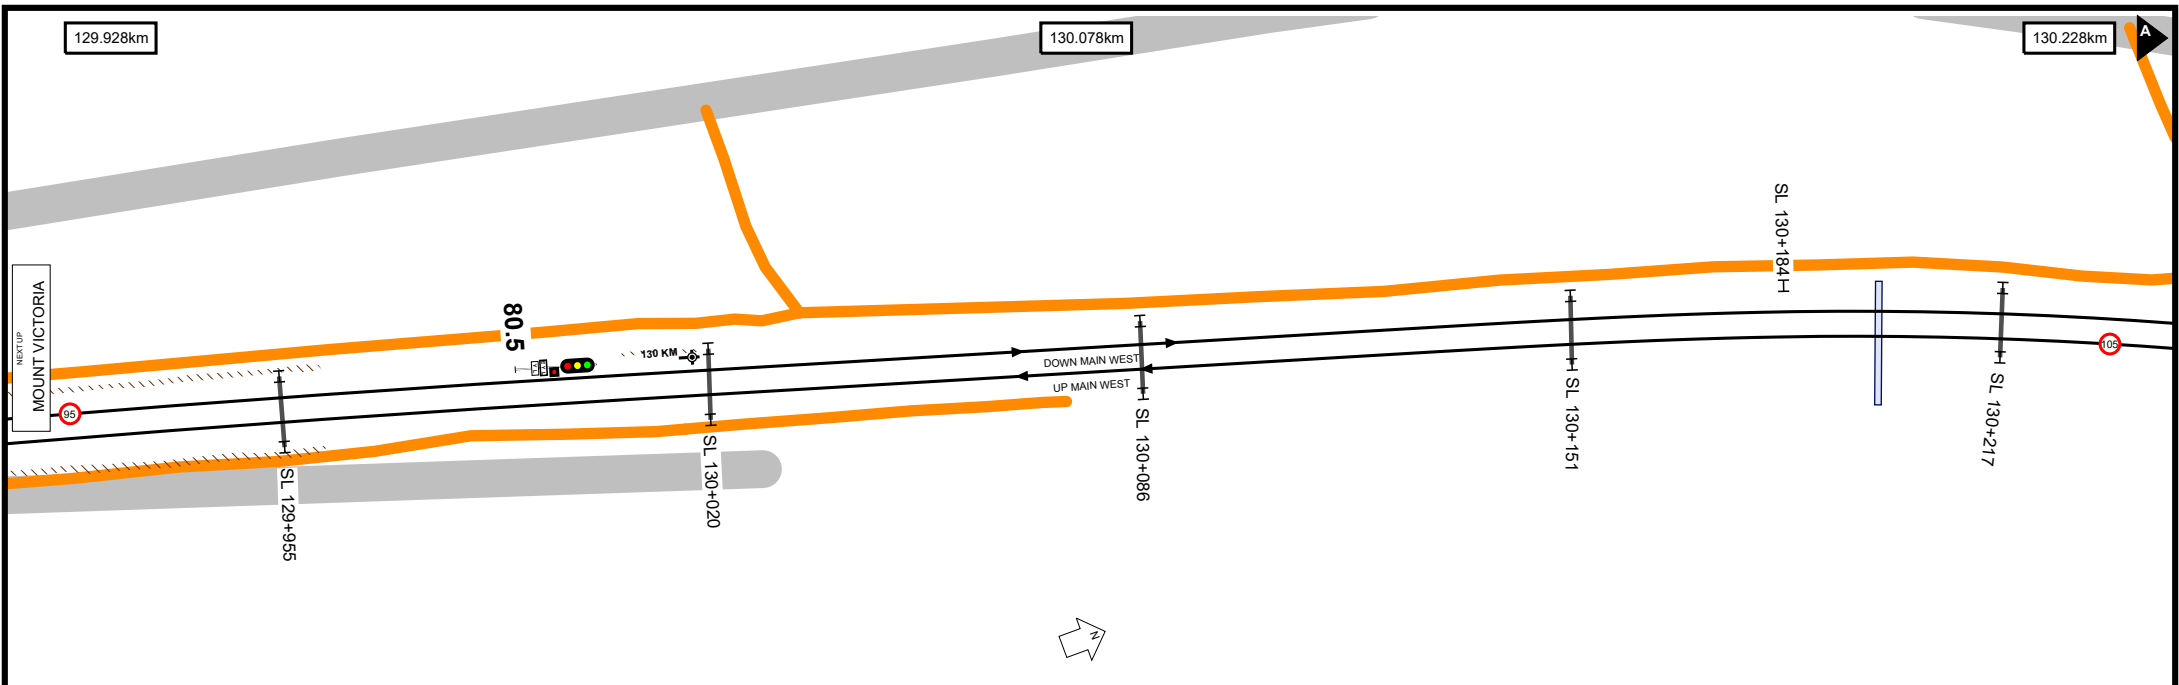 129.928km
130.078km
130.228km
A
SL 130+184
NEXT UP
MOUNT VICTORIA
80.5
130 KM
DOWN MAIN WEST
UP MAIN WEST
95
105
SL 129+955
SL 130+020
SL 130+086
SL 130+151
SL 130+217
N